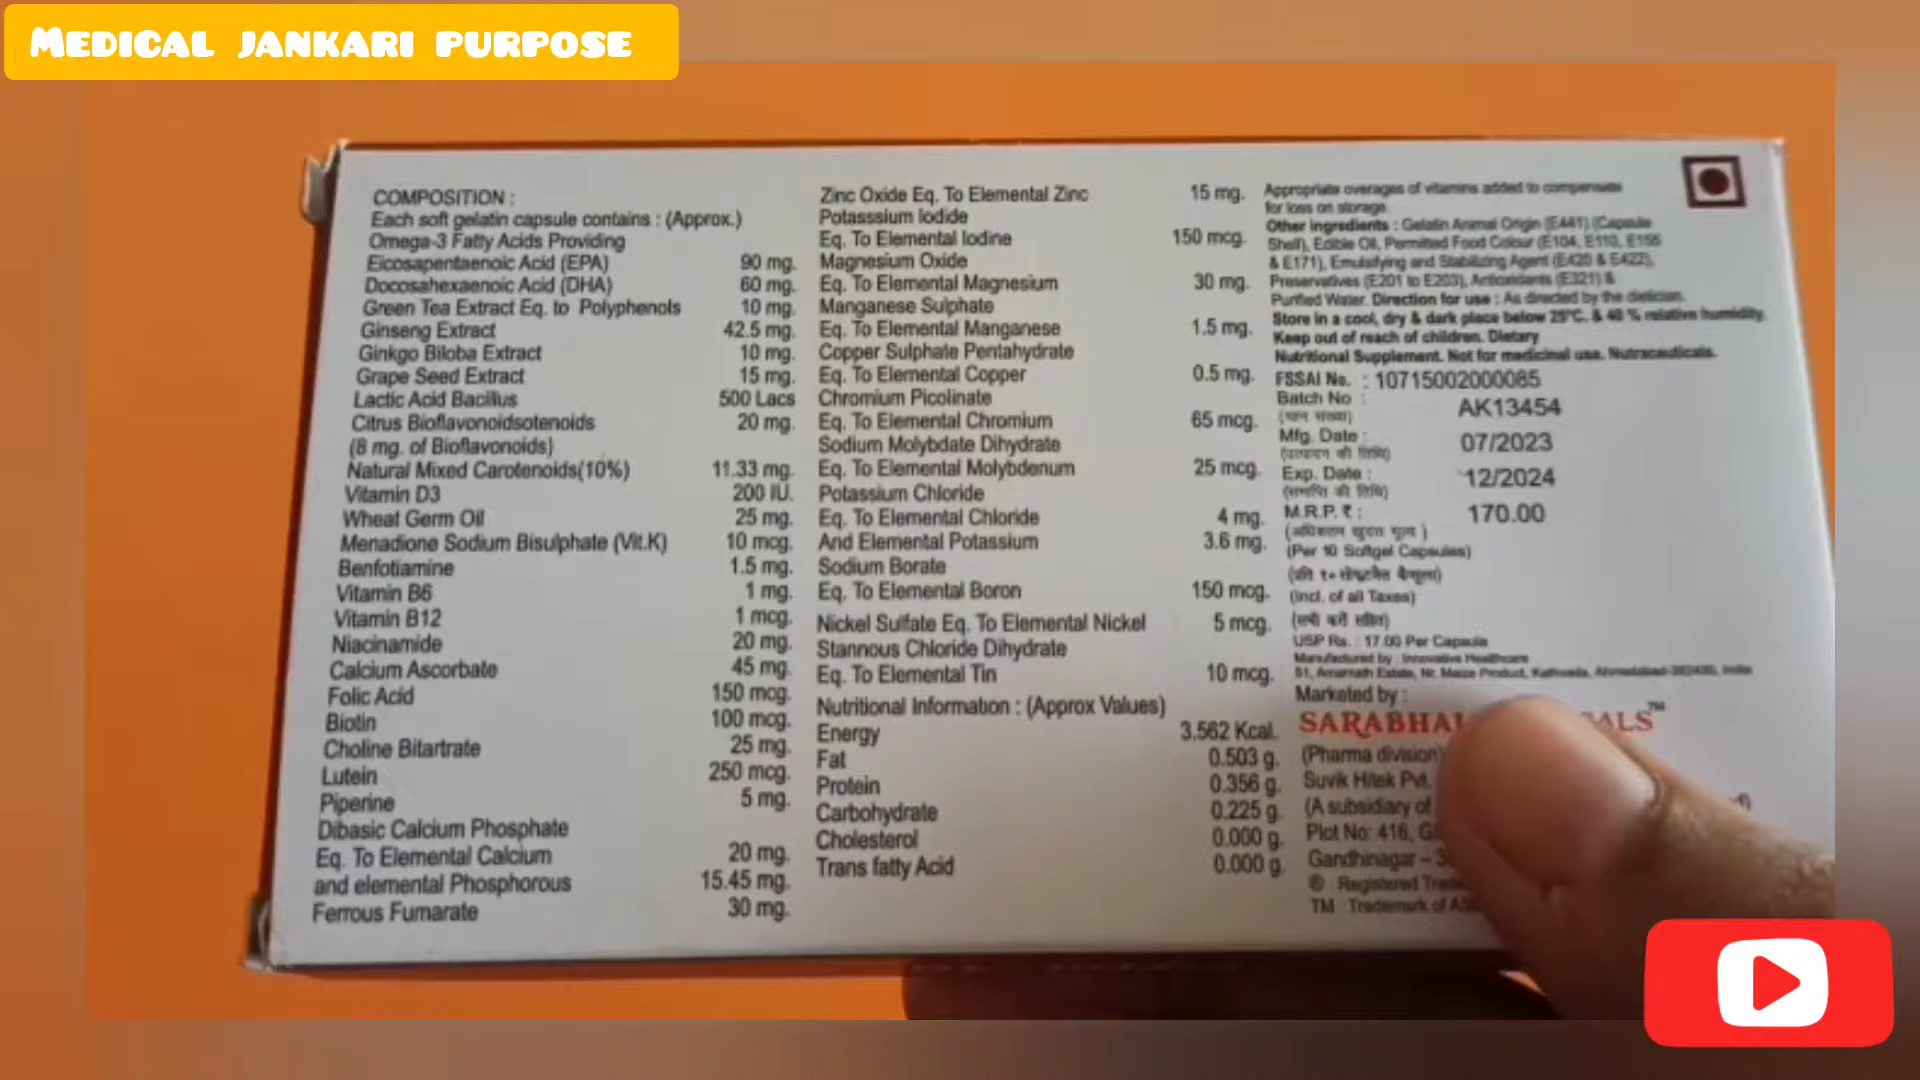 MEDICAL JANKARI PURPOSE
COMPOSITION :
Each soft gelatin capsule contains : (Approx.)
Omega-3 Fatty Acids Providing
Eicosapentaenoic Acid (EPA) 90 mg.
Docosahexaenoic Acid (DHA) 60 mg.
Green Tea Extract Eq. to Polyphenols 10 mg.
Ginseng Extract 42.5 mg.
Ginkgo Biloba Extract 10 mg.
Grape Seed Extract 15 mg.
Lactic Acid Bacillus 500 Lacs
Citrus Bioflavonoidsotenoids 20 mg.
(8 mg. of Bioflavonoids)
Natural Mixed Carotenoids(10%) 11.33 mg.
Vitamin D3 200 IU.
Wheat Germ Oil 25 mg.
Menadione Sodium Bisulphate (Vit.K) 10 mcg.
Benfotiamine 1.5 mg.
Vitamin B6 1 mg.
Vitamin B12 1 mcg.
Niacinamide 20 mg.
Calcium Ascorbate 45 mg.
Folic Acid 150 mcg.
Biotin 100 mcg.
Choline Bitartrate 25 mg.
Lutein 250 mcg.
Piperine 5 mg.
Dibasic Calcium Phosphate
Eq. To Elemental Calcium 20 mg.
and elemental Phosphorous 15.45 mg.
Ferrous Fumarate 30 mg.
Zinc Oxide Eq. To Elemental Zinc 15 mg.
Potasssium Iodide
Eq. To Elemental Iodine 150 mcg.
Magnesium Oxide
Eq. To Elemental Magnesium 30 mg.
Manganese Sulphate
Eq. To Elemental Manganese 1.5 mg.
Copper Sulphate Pentahydrate
Eq. To Elemental Copper 0.5 mg.
Chromium Picolinate
Eq. To Elemental Chromium 65 mcg.
Sodium Molybdate Dihydrate
Eq. To Elemental Molybdenum 25 mcg.
Potassium Chloride
Eq. To Elemental Chloride 4 mg.
And Elemental Potassium 3.6 mg.
Sodium Borate
Eq. To Elemental Boron 150 mcg.
Nickel Sulfate Eq. To Elemental Nickel 5 mcg.
Stannous Chloride Dihydrate
Eq. To Elemental Tin 10 mcg.
Nutritional Information : (Approx Values)
Energy 3.562 Kcal.
Fat 0.503 g.
Protein 0.356 g.
Carbohydrate 0.225 g.
Cholesterol 0.000 g.
Trans fatty Acid 0.000 g.
Appropriate overages of vitamins added to compensate
for loss on storage.
Other Ingredients : Gelatin Animal Origin (E441) (Capsule
Shell), Edible Oil, Permitted Food Colour (E104, E110, E155
& E171), Emulsifying and Stabilizing Agent (E420 & E422),
Preservatives (E201 to E203), Antioxidants (E321) &
Purified Water. Direction for use : As directed by the dietician.
Store in a cool, dry & dark place below 25°C. & 40 % relative humidity.
Keep out of reach of children. Dietary
Nutritional Supplement. Not for medicinal use. Nutraceuticals.
FSSAI No. : 10715002000085
Batch No : AK13454
Mfg. Date : 07/2023
(उत्पादन की तिथि)
Exp. Date : 12/2024
(समाप्ति की तिथि)
M.R.P. ₹ : 170.00
(अधिकतम खुदरा मूल्य )
(Per 10 Softgel Capsules)
(प्रति १० सोफ्टजैल कैप्सूल)
(Incl. of all Taxes)
(सभी करों सहित)
USP Rs. : 17.00 Per Capsule
Manufactured by : Innovative Healthcare
51, Amarnath Estate, Nr. Maize Product, Kathwada, Ahmedabad-382430, India
Marketed by :
SARABHAI ALS TM
(Pharma division)
Suvik Hitek Pvt.
(A subsidiary of
Plot No: 416, G
Gandhinagar – 3
® Registered Trade
TM Trademark of AS